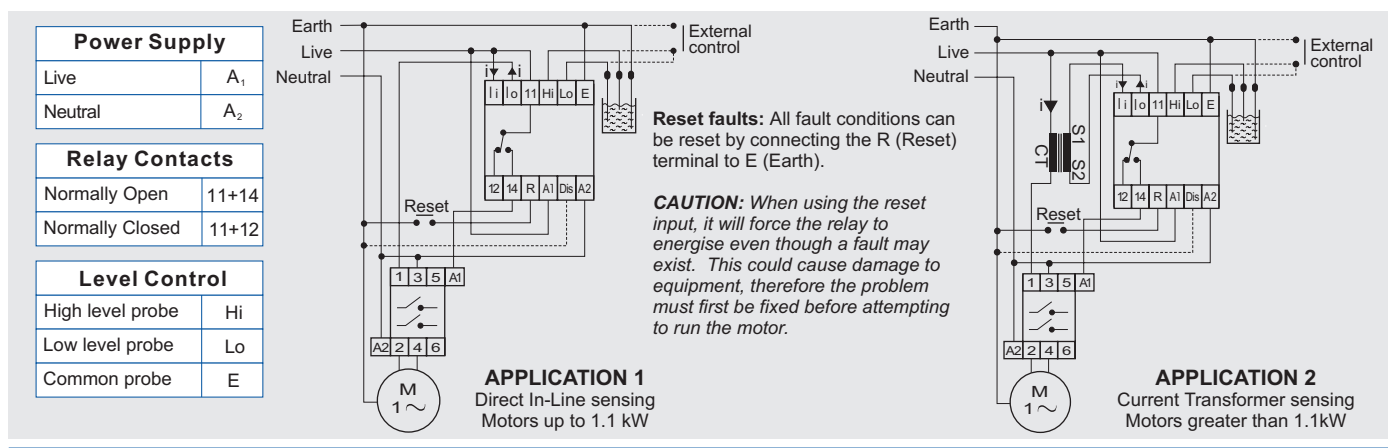 Power Supply
Live A₁
Neutral A₂
Relay Contacts
Normally Open 11+14
Normally Closed 11+12
Level Control
High level probe Hi
Low level probe Lo
Common probe E
Earth
Live
Neutral
External
control
i i
Ii Io 11 Hi Lo E
12 14 R A1 Dis A2
Reset
1 3 5 A1
A2 2 4 6
M
1~
APPLICATION 1
Direct In-Line sensing
Motors up to 1.1 kW
Reset faults: All fault conditions can
be reset by connecting the R (Reset)
terminal to E (Earth).
CAUTION: When using the reset
input, it will force the relay to
energise even though a fault may
exist. This could cause damage to
equipment, therefore the problem
must first be fixed before attempting
to run the motor.
Earth
Live
Neutral
External
control
i
i i
Ii Io 11 Hi Lo E
CT
S1 S2
12 14 R A1 Dis A2
Reset
1 3 5 A1
A2 2 4 6
M
1~
APPLICATION 2
Current Transformer sensing
Motors greater than 1.1kW